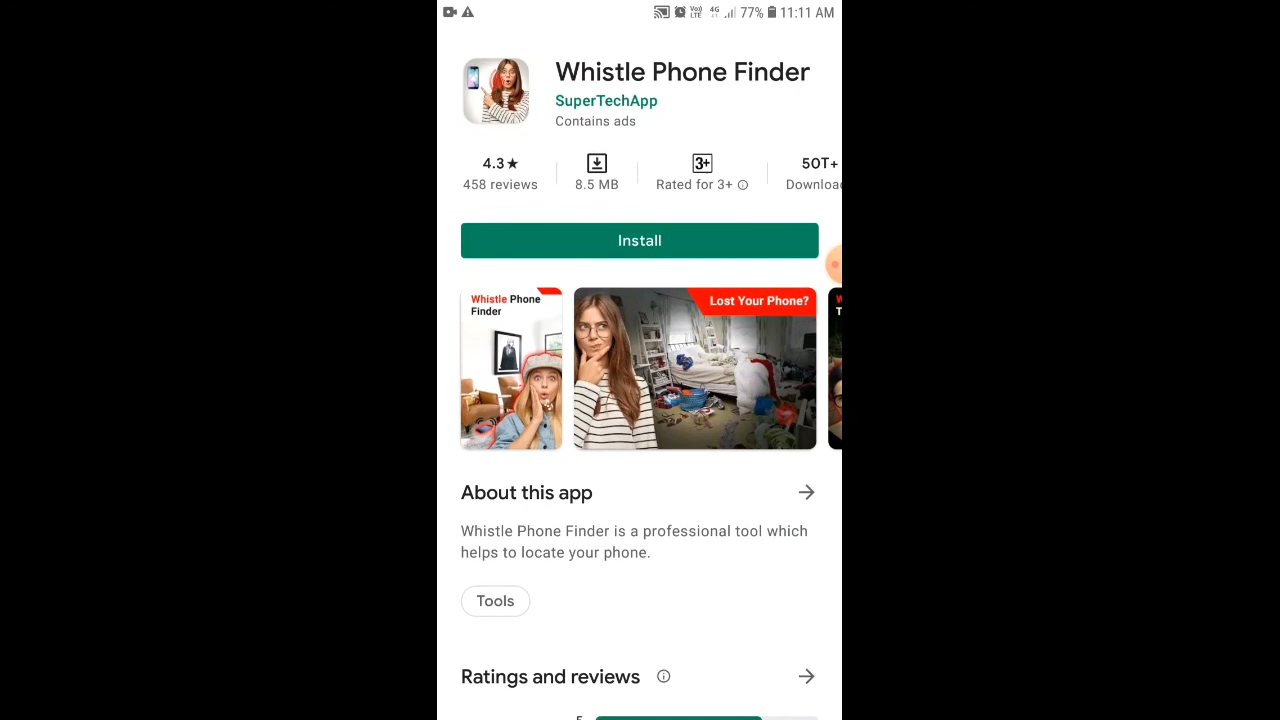 77% 11:11 AM
Whistle Phone Finder
SuperTechApp
Contains ads
4.3★ 3+ 50T+
458 reviews 8.5 MB Rated for 3+
Install
Whistle Phone
Finder
Lost Your Phone?
About this app
Whistle Phone Finder is a professional tool which
helps to locate your phone.
Tools
Ratings and reviews
5